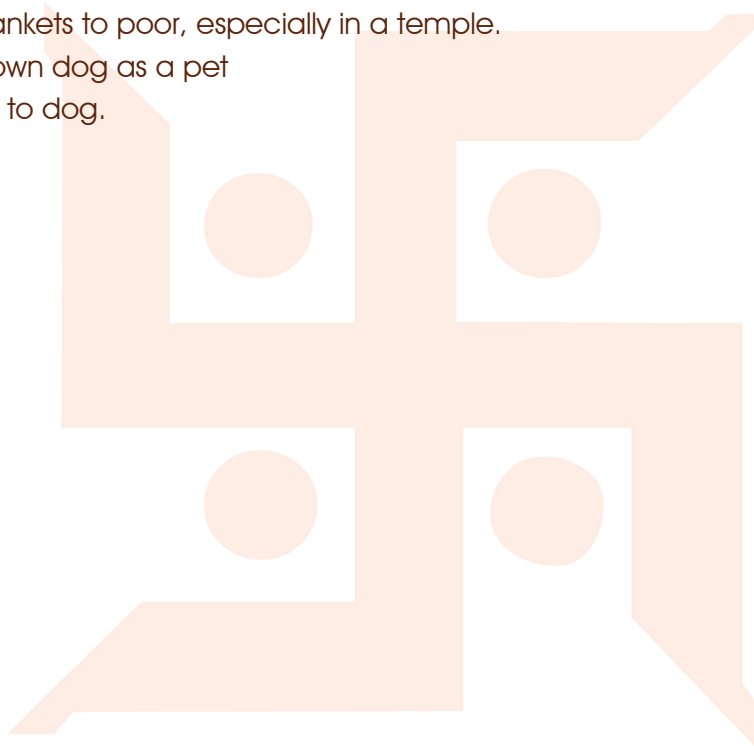 ankets to poor, especially in a temple.
own dog as a pet
to dog.